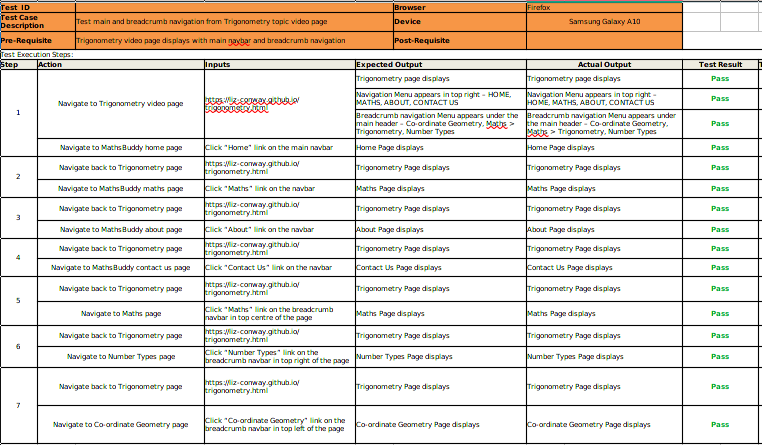 Test ID Browser Firefox
Test Case Description Test main and breadcrumb navigation from Trigonometry topic video page Device Samsung Galaxy A10
Pre-Requisite Trigonometry video page displays with main navbar and breadcrumb navigation Post-Requisite
Test Execution Steps:
Step Action Inputs Expected Output Actual Output Test Result
1 Navigate to Trigonometry video page https://liz-conway.github.io/trigonometry.html Trigonometry page displays Trigonometry page displays Pass
Navigation Menu appears in top right – HOME, MATHS, ABOUT, CONTACT US Navigation Menu appears in top right – HOME, MATHS, ABOUT, CONTACT US Pass
Breadcrumb navigation Menu appears under the main header – Co-ordinate Geometry, Maths > Trigonometry, Number Types Breadcrumb navigation Menu appears under the main header – Co-ordinate Geometry, Maths > Trigonometry, Number Types Pass
Navigate to MathsBuddy home page Click "Home" link on the main navbar Home Page displays Home Page displays Pass
2 Navigate back to Trigonometry page https://liz-conway.github.io/trigonometry.html Trigonometry Page displays Trigonometry Page displays Pass
Navigate to MathsBuddy maths page Click "Maths" link on the navbar Maths Page displays Maths Page displays Pass
3 Navigate back to Trigonometry page https://liz-conway.github.io/trigonometry.html Trigonometry Page displays Trigonometry Page displays Pass
Navigate to MathsBuddy about page Click "About" link on the navbar About Page displays About Page displays Pass
4 Navigate back to Trigonometry page https://liz-conway.github.io/trigonometry.html Trigonometry Page displays Trigonometry Page displays Pass
Navigate to MathsBuddy contact us page Click "Contact Us" link on the navbar Contact Us Page displays Contact Us Page displays Pass
5 Navigate back to Trigonometry page https://liz-conway.github.io/trigonometry.html Trigonometry Page displays Trigonometry Page displays Pass
Navigate to Maths page Click "Maths" link on the breadcrumb navbar in top centre of the page Maths Page displays Maths Page displays Pass
6 Navigate back to Trigonometry page https://liz-conway.github.io/trigonometry.html Trigonometry Page displays Trigonometry Page displays Pass
Navigate to Number Types page Click "Number Types" link on the breadcrumb navbar in top right of the page Number Types Page displays Number Types Page displays Pass
7 Navigate back to Trigonometry page https://liz-conway.github.io/trigonometry.html Trigonometry Page displays Trigonometry Page displays Pass
Navigate to Co-ordinate Geometry page Click "Co-ordinate Geometry" link on the breadcrumb navbar in top left of the page Co-ordinate Geometry Page displays Co-ordinate Geometry Page displays Pass